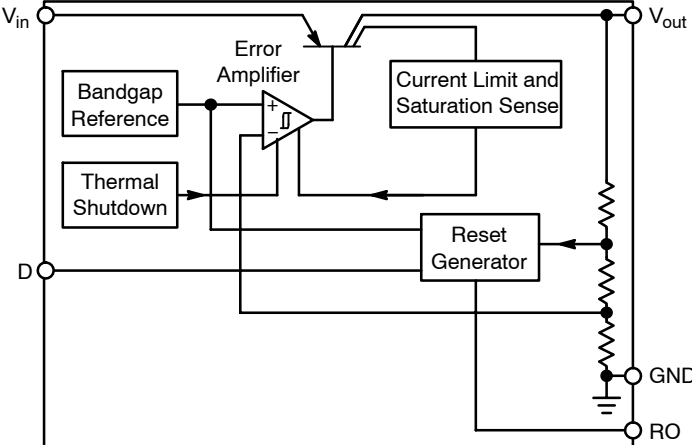 Vin
Vout
Error
Amplifier
Current Limit and
Saturation Sense
Bandgap
Reference
+
−
Thermal
Shutdown
Reset
Generator
D
GND
RO